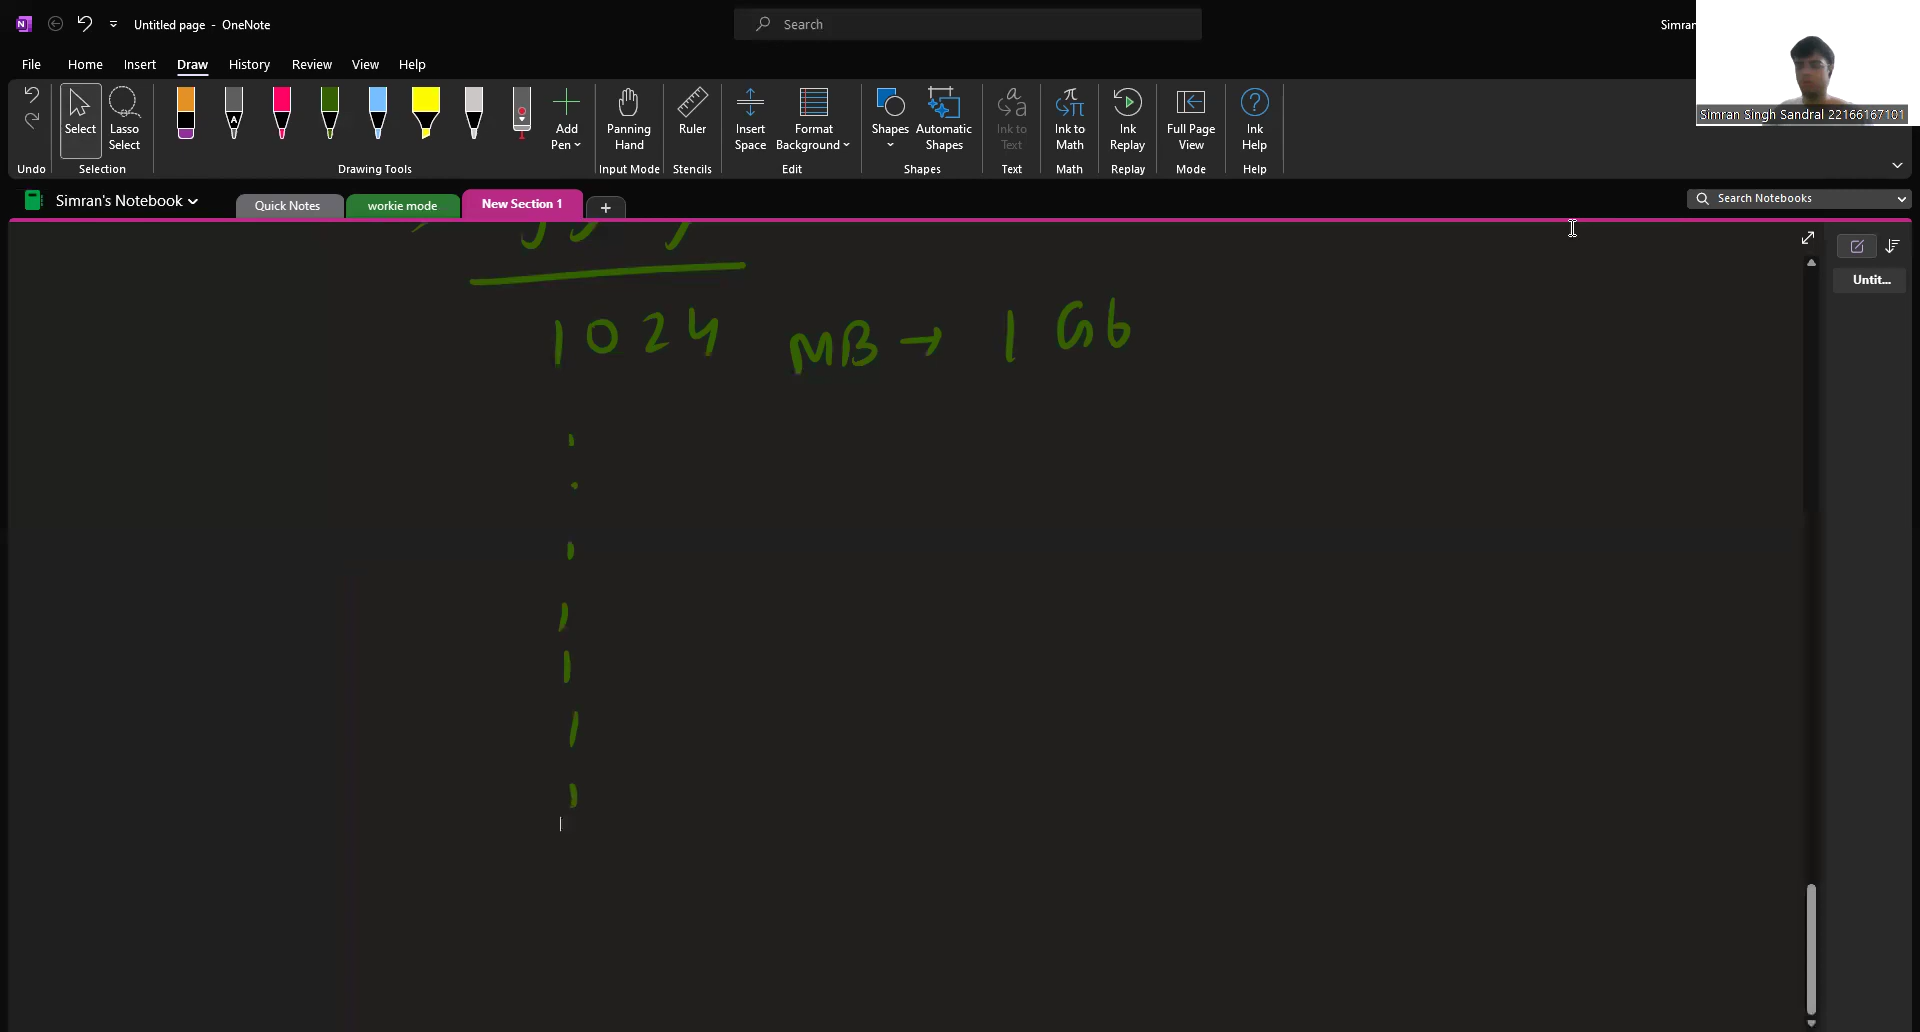 Untitled page - OneNote
Search
Simran
File Home Insert Draw History Review View Help
Select
Lasso Select
A
Add Pen
Panning Hand
Ruler
Insert Space
Format Background
Shapes
Automatic Shapes
Ink to Text
Ink to Math
Ink Replay
Full Page View
Ink Help
Undo Selection Drawing Tools Input Mode Stencils Edit Shapes Text Math Replay Mode Help
Simran Singh Sandral 22166167101
Simran's Notebook
Quick Notes
workie mode
New Section 1
Search Notebooks
Untit...
1024 MB → 1 Gb